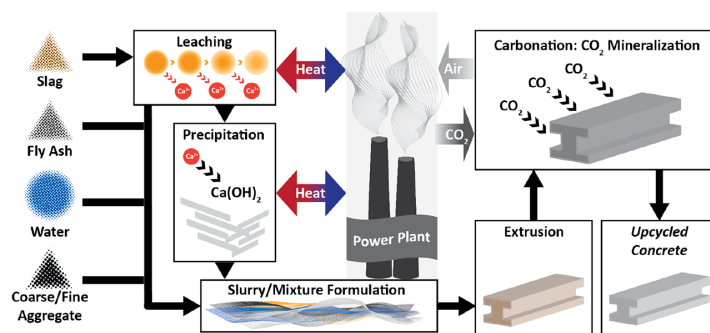 Slag
Fly Ash
Water
Coarse/Fine
Aggregate
Leaching
Ca²⁺ Ca²⁺ Ca²⁺
Precipitation
Ca²⁺
Ca(OH)₂
Heat
Heat
Power Plant
Air
CO₂
Carbonation: CO₂ Mineralization
CO₂
CO₂
CO₂
Extrusion
Upcycled
Concrete
Slurry/Mixture Formulation